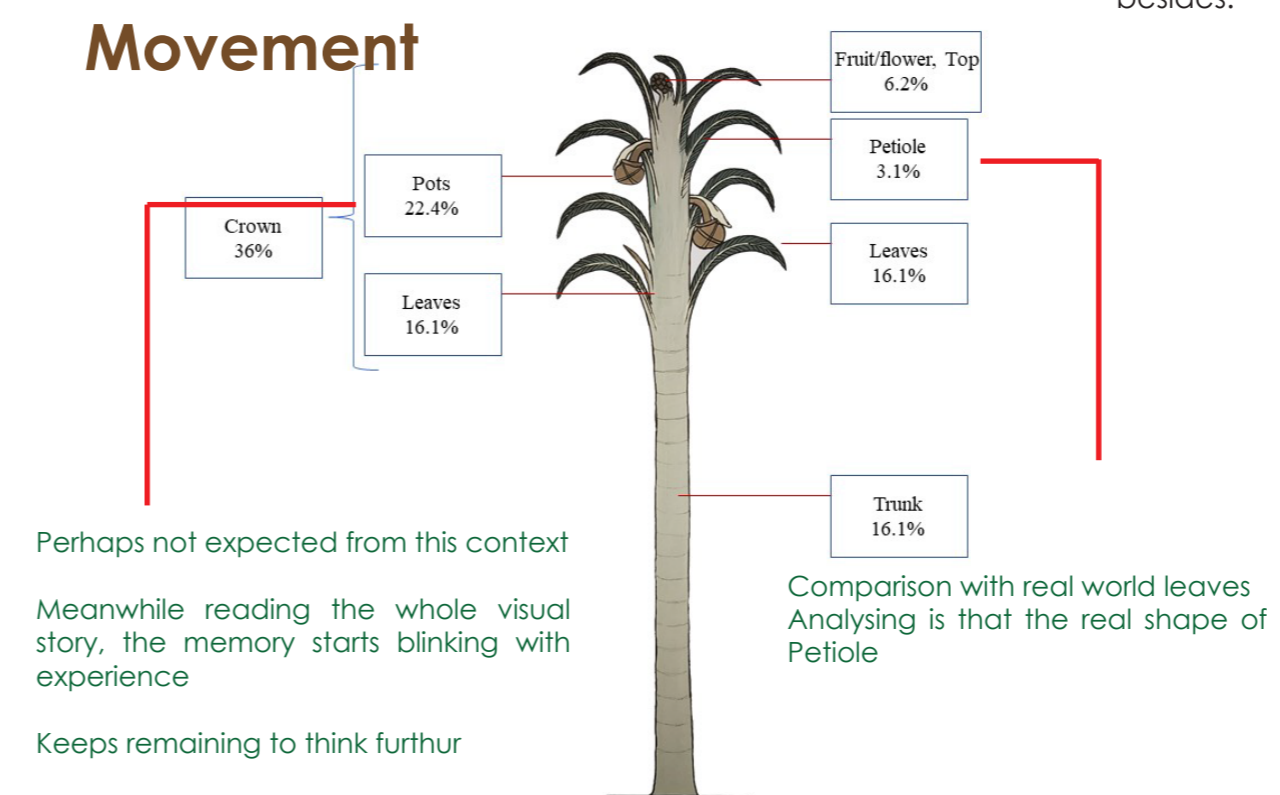 besides.
Movement
Fruit/flower, Top
6.2%
Petiole
3.1%
Pots
22.4%
Crown
36%
Leaves
16.1%
Leaves
16.1%
Trunk
16.1%
Perhaps not expected from this context
Meanwhile reading the whole visual
story, the memory starts blinking with
experience
Keeps remaining to think furthur
Comparison with real world leaves
Analysing is that the real shape of
Petiole